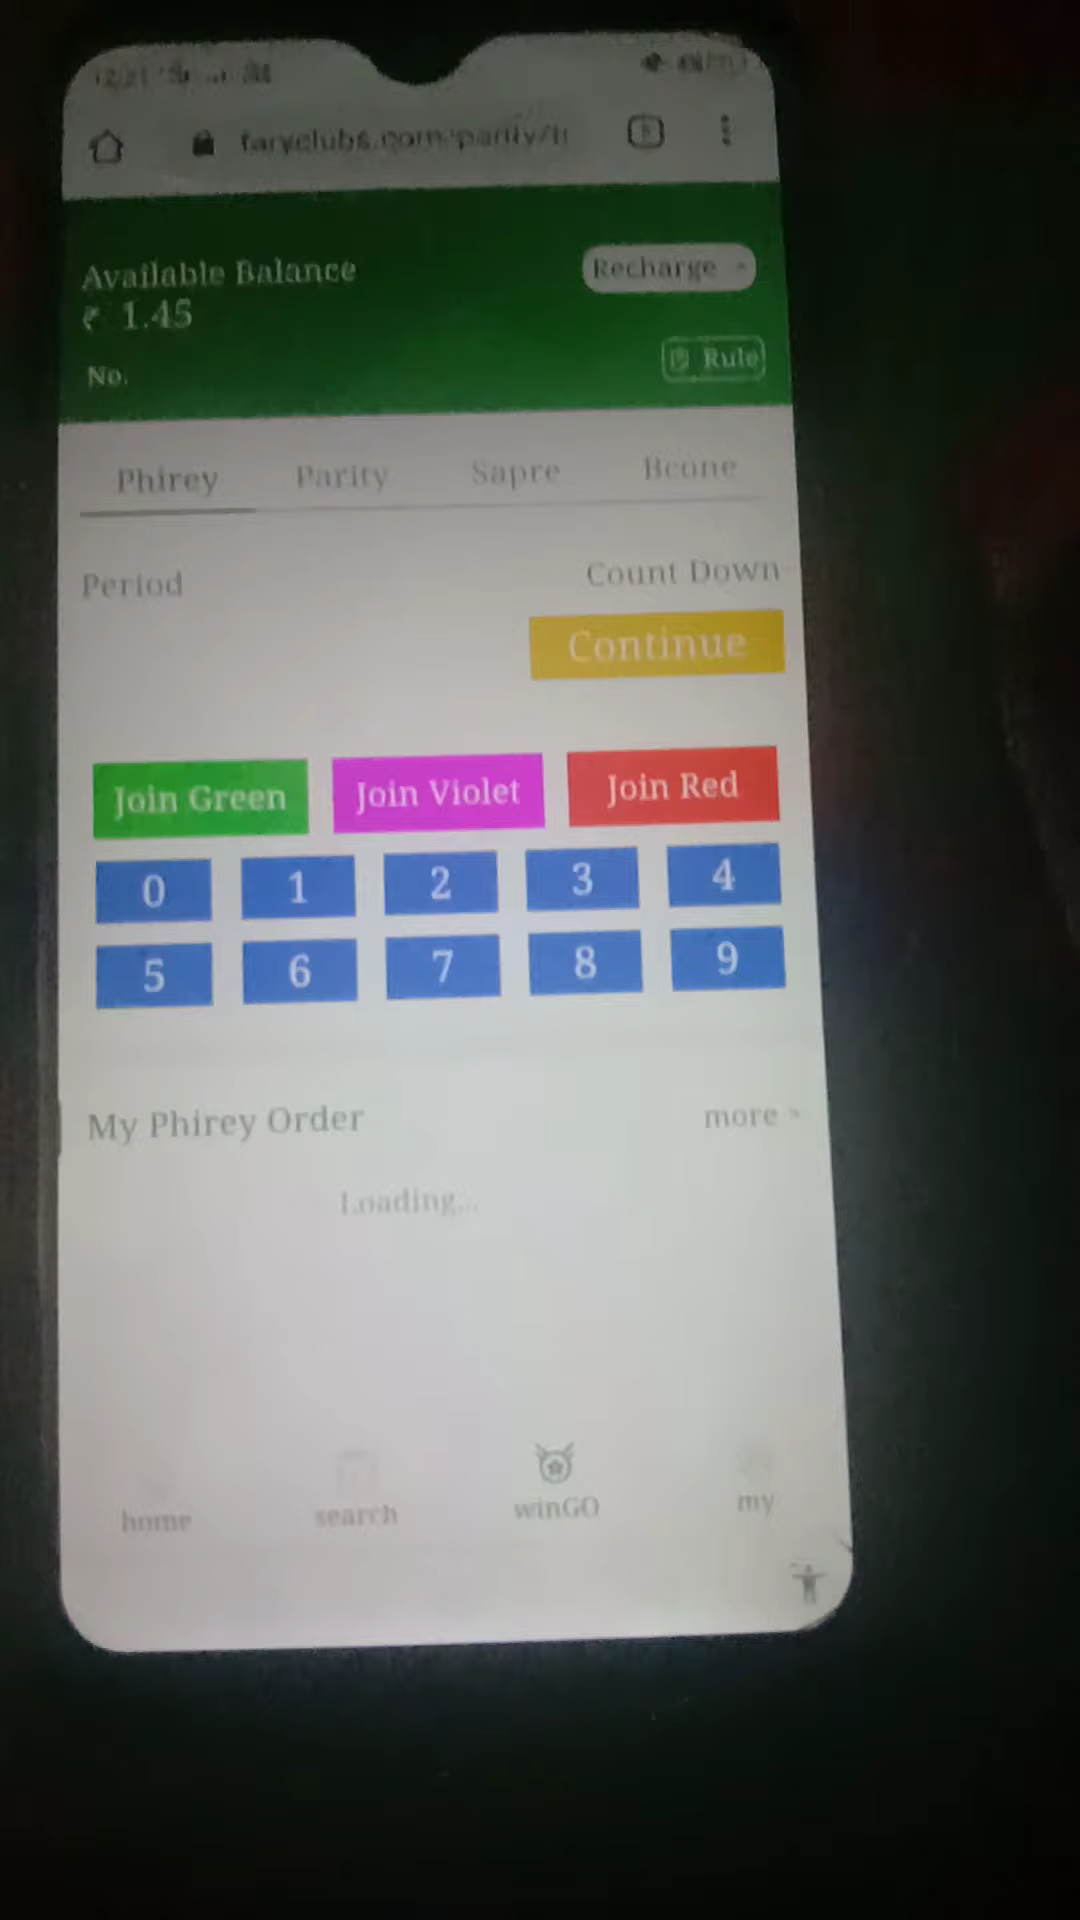 Available Balance
Recharge
₹ 1.45
No.
Rule
Phirey Parity Sapre Bcone
Period
Count Down
Continue
Join Green Join Violet Join Red
0 1 2 3 4
5 6 7 8 9
My Phirey Order
more >
Loading...
home search winGO my